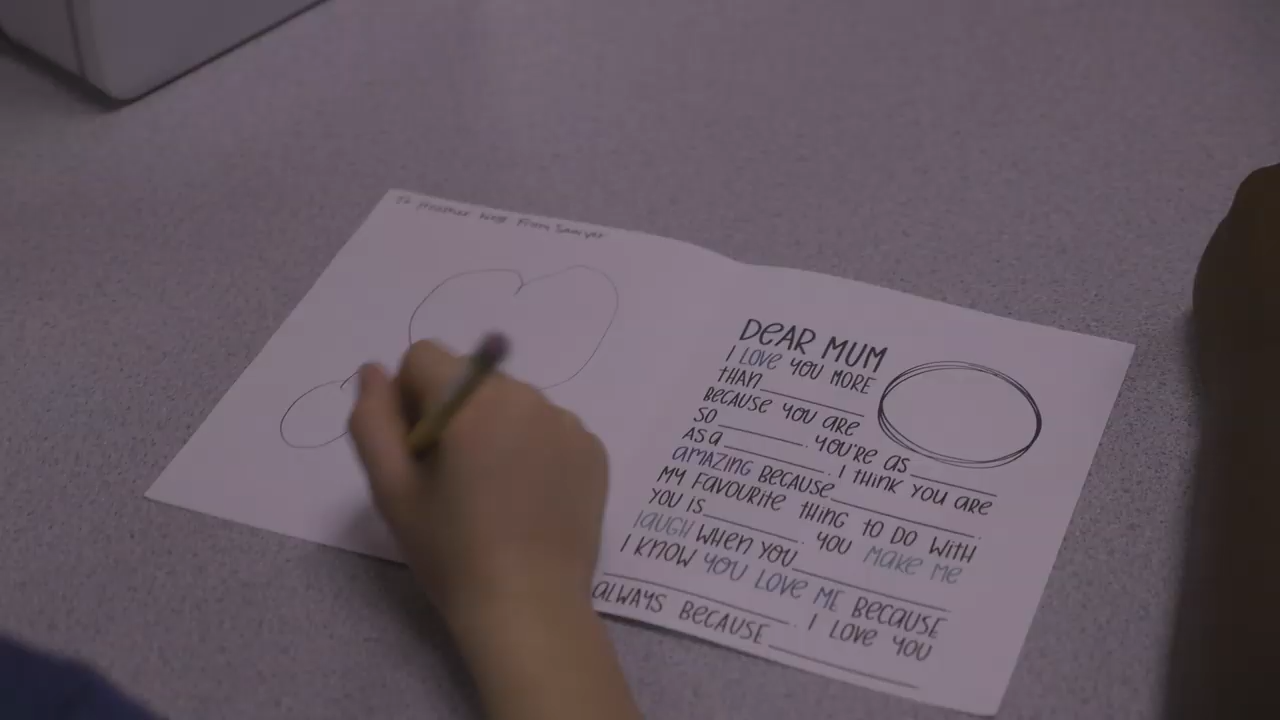 From Sawyer
DEAR MUM
I LOVE YOU MORE
THAN
BECAUSE YOU ARE
SO . YOU'RE AS
AS a . I THINK YOU ARE
AMAZING BECAUSE .
MY FAVOURITE THING TO DO WITH
YOU IS . YOU MAKE ME
LAUGH WHEN YOU
I KNOW YOU LOVE ME BECAUSE
. I LOVE YOU
ALWAYS BECAUSE